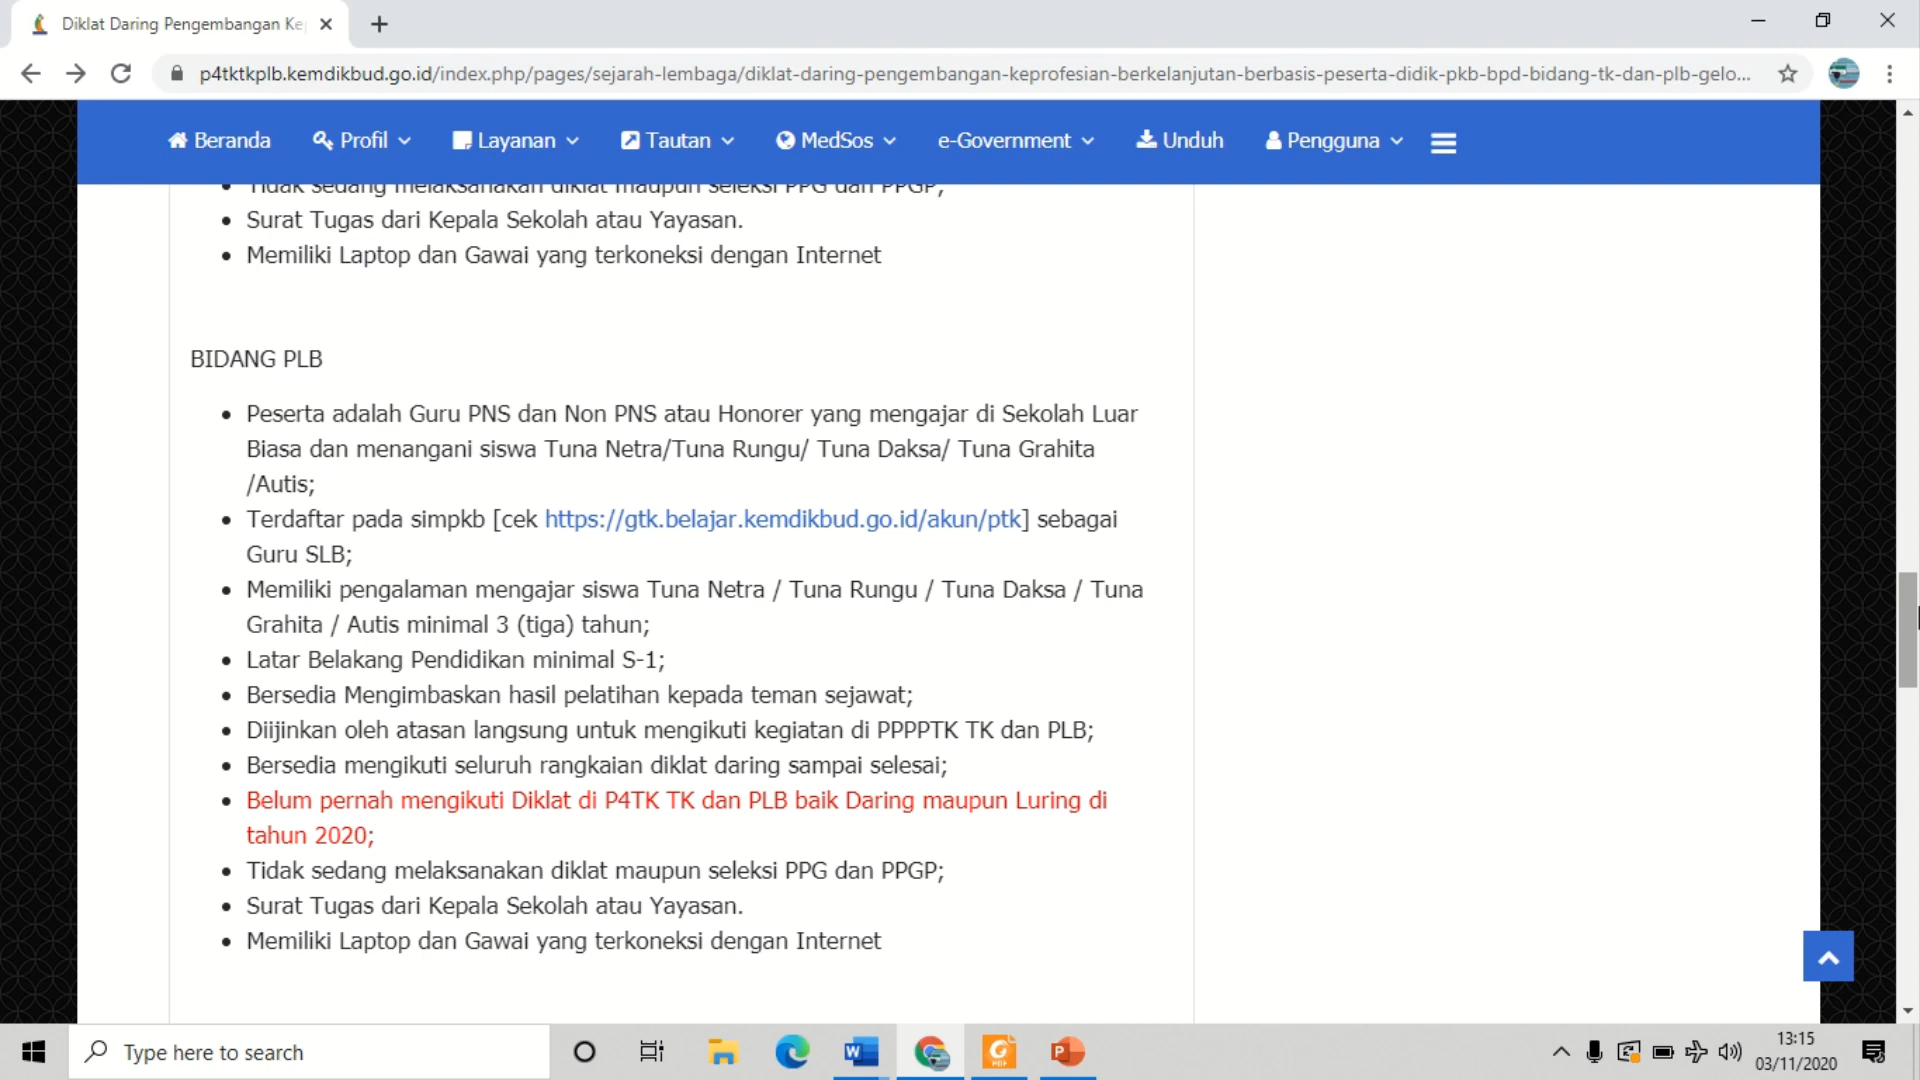 Diklat Daring Pengembangan Ke
p4tktkplb.kemdikbud.go.id/index.php/pages/sejarah-lembaga/diklat-daring-pengembangan-keprofesian-berkelanjutan-berbasis-peserta-didik-pkb-bpd-bidang-tk-dan-plb-gelo...
Beranda Profil Layanan Tautan MedSos e-Government Unduh Pengguna
Tidak sedang melaksanakan diklat maupun seleksi PPG dan PPGP;
Surat Tugas dari Kepala Sekolah atau Yayasan.
Memiliki Laptop dan Gawai yang terkoneksi dengan Internet
BIDANG PLB
Peserta adalah Guru PNS dan Non PNS atau Honorer yang mengajar di Sekolah Luar
Biasa dan menangani siswa Tuna Netra/Tuna Rungu/ Tuna Daksa/ Tuna Grahita
/Autis;
Terdaftar pada simpkb [cek https://gtk.belajar.kemdikbud.go.id/akun/ptk] sebagai
Guru SLB;
Memiliki pengalaman mengajar siswa Tuna Netra / Tuna Rungu / Tuna Daksa / Tuna
Grahita / Autis minimal 3 (tiga) tahun;
Latar Belakang Pendidikan minimal S-1;
Bersedia Mengimbaskan hasil pelatihan kepada teman sejawat;
Diijinkan oleh atasan langsung untuk mengikuti kegiatan di PPPPTK TK dan PLB;
Bersedia mengikuti seluruh rangkaian diklat daring sampai selesai;
Belum pernah mengikuti Diklat di P4TK TK dan PLB baik Daring maupun Luring di
tahun 2020;
Tidak sedang melaksanakan diklat maupun seleksi PPG dan PPGP;
Surat Tugas dari Kepala Sekolah atau Yayasan.
Memiliki Laptop dan Gawai yang terkoneksi dengan Internet
Type here to search
13:15
03/11/2020